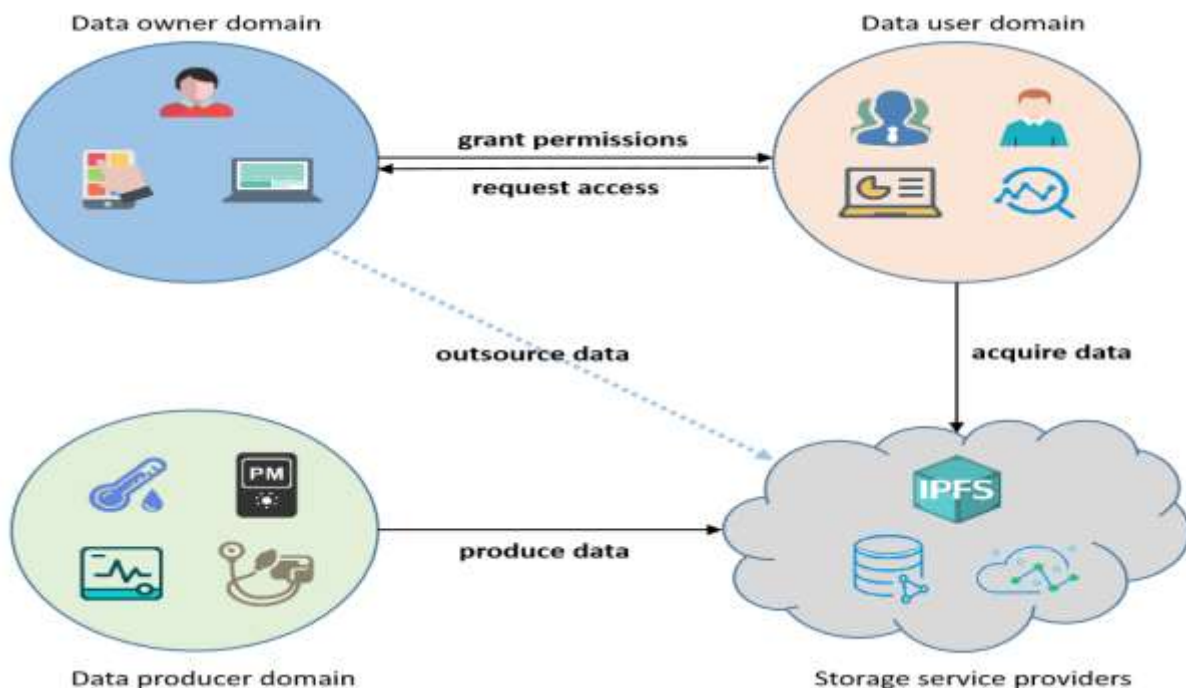 Data owner domain
Data user domain
grant permissions
request access
outsource data
acquire data
PM
IPFS
produce data
Data producer domain
Storage service providers